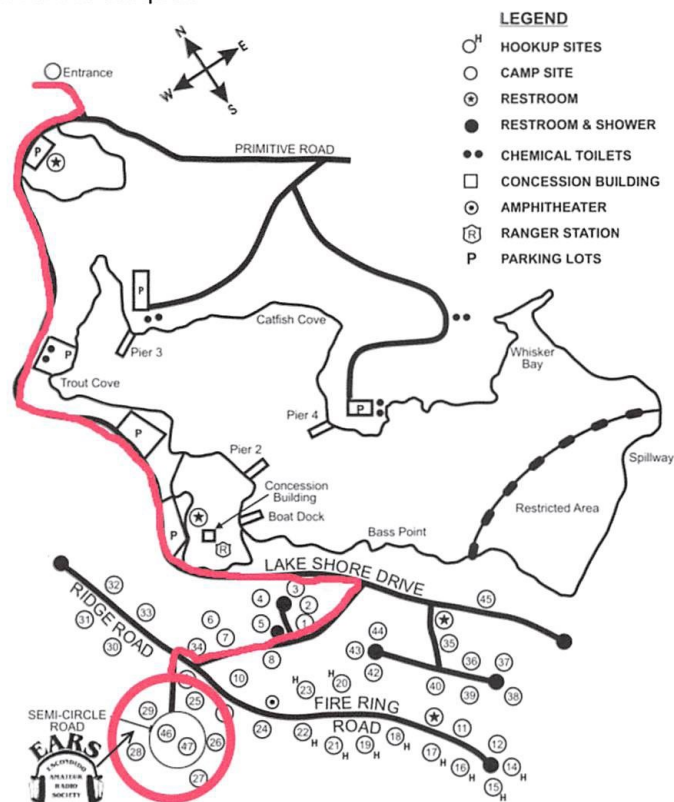 LEGEND
H HOOKUP SITES
CAMP SITE
RESTROOM
RESTROOM & SHOWER
CHEMICAL TOILETS
CONCESSION BUILDING
AMPHITHEATER
R RANGER STATION
P PARKING LOTS
N
E
W
S
Entrance
P
PRIMITIVE ROAD
P
Pier 3
Catfish Cove
P
Trout Cove
Whisker
Bay
P
Pier 4
P
Pier 2
Concession
Building
Boat Dock
P
R
Spillway
Restricted Area
Bass Point
LAKE SHORE DRIVE
RIDGE ROAD
32
33
31
30
34
6
7
4
5
3
2
1
8
10
45
44
43
42
35
36
37
40
39
38
H 23
H 20
FIRE RING
ROAD
24
22 H
21 H
19 H
18 H
17 H
16 H
11
12
14 H
15 H
SEMI-CIRCLE
ROAD
29
25
28
46
47
26
27
EARS
ESCONDIDO
AMATEUR
RADIO
SOCIETY